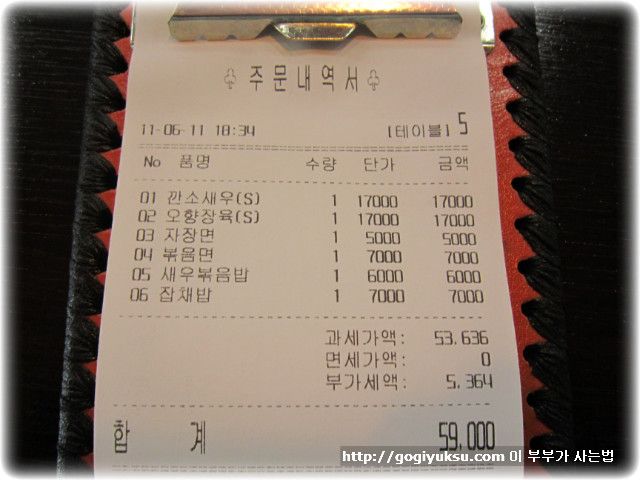 ♧ 주문내역서 ♧
11-06-11 18:34 [테이블] 5
No 품명 수량 단가 금액
01 깐소새우(S) 1 17000 17000
02 오향장육(S) 1 17000 17000
03 자장면 1 5000 5000
04 볶음면 1 7000 7000
05 새우볶음밥 1 6000 6000
06 잡채밥 1 7000 7000
과세가액: 53,636
면세가액: 0
부가세액: 5,364
합 계 59,000
http://gogiyuksu.com 이 부부가 사는법